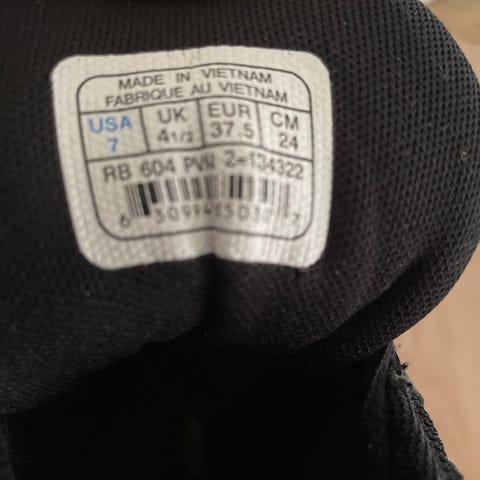 MADE IN VIETNAM
FABRIQUE AU VIETNAM
USA UK EUR CM
7 4 1/2 37.5 24
RB 604 PVN 2-134322